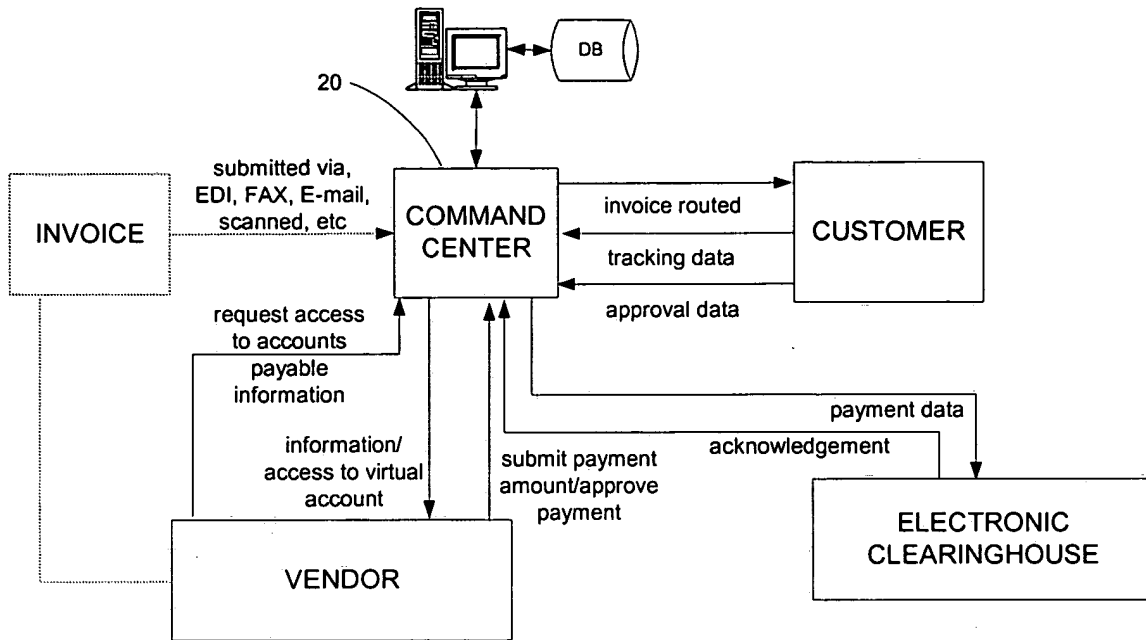 DB
20
submitted via,
EDI, FAX, E-mail,
scanned, etc
INVOICE
COMMAND
CENTER
invoice routed
tracking data
approval data
CUSTOMER
request access
to accounts
payable
information
information/
access to virtual
account
submit payment
amount/approve
payment
payment data
acknowledgement
VENDOR
ELECTRONIC
CLEARINGHOUSE